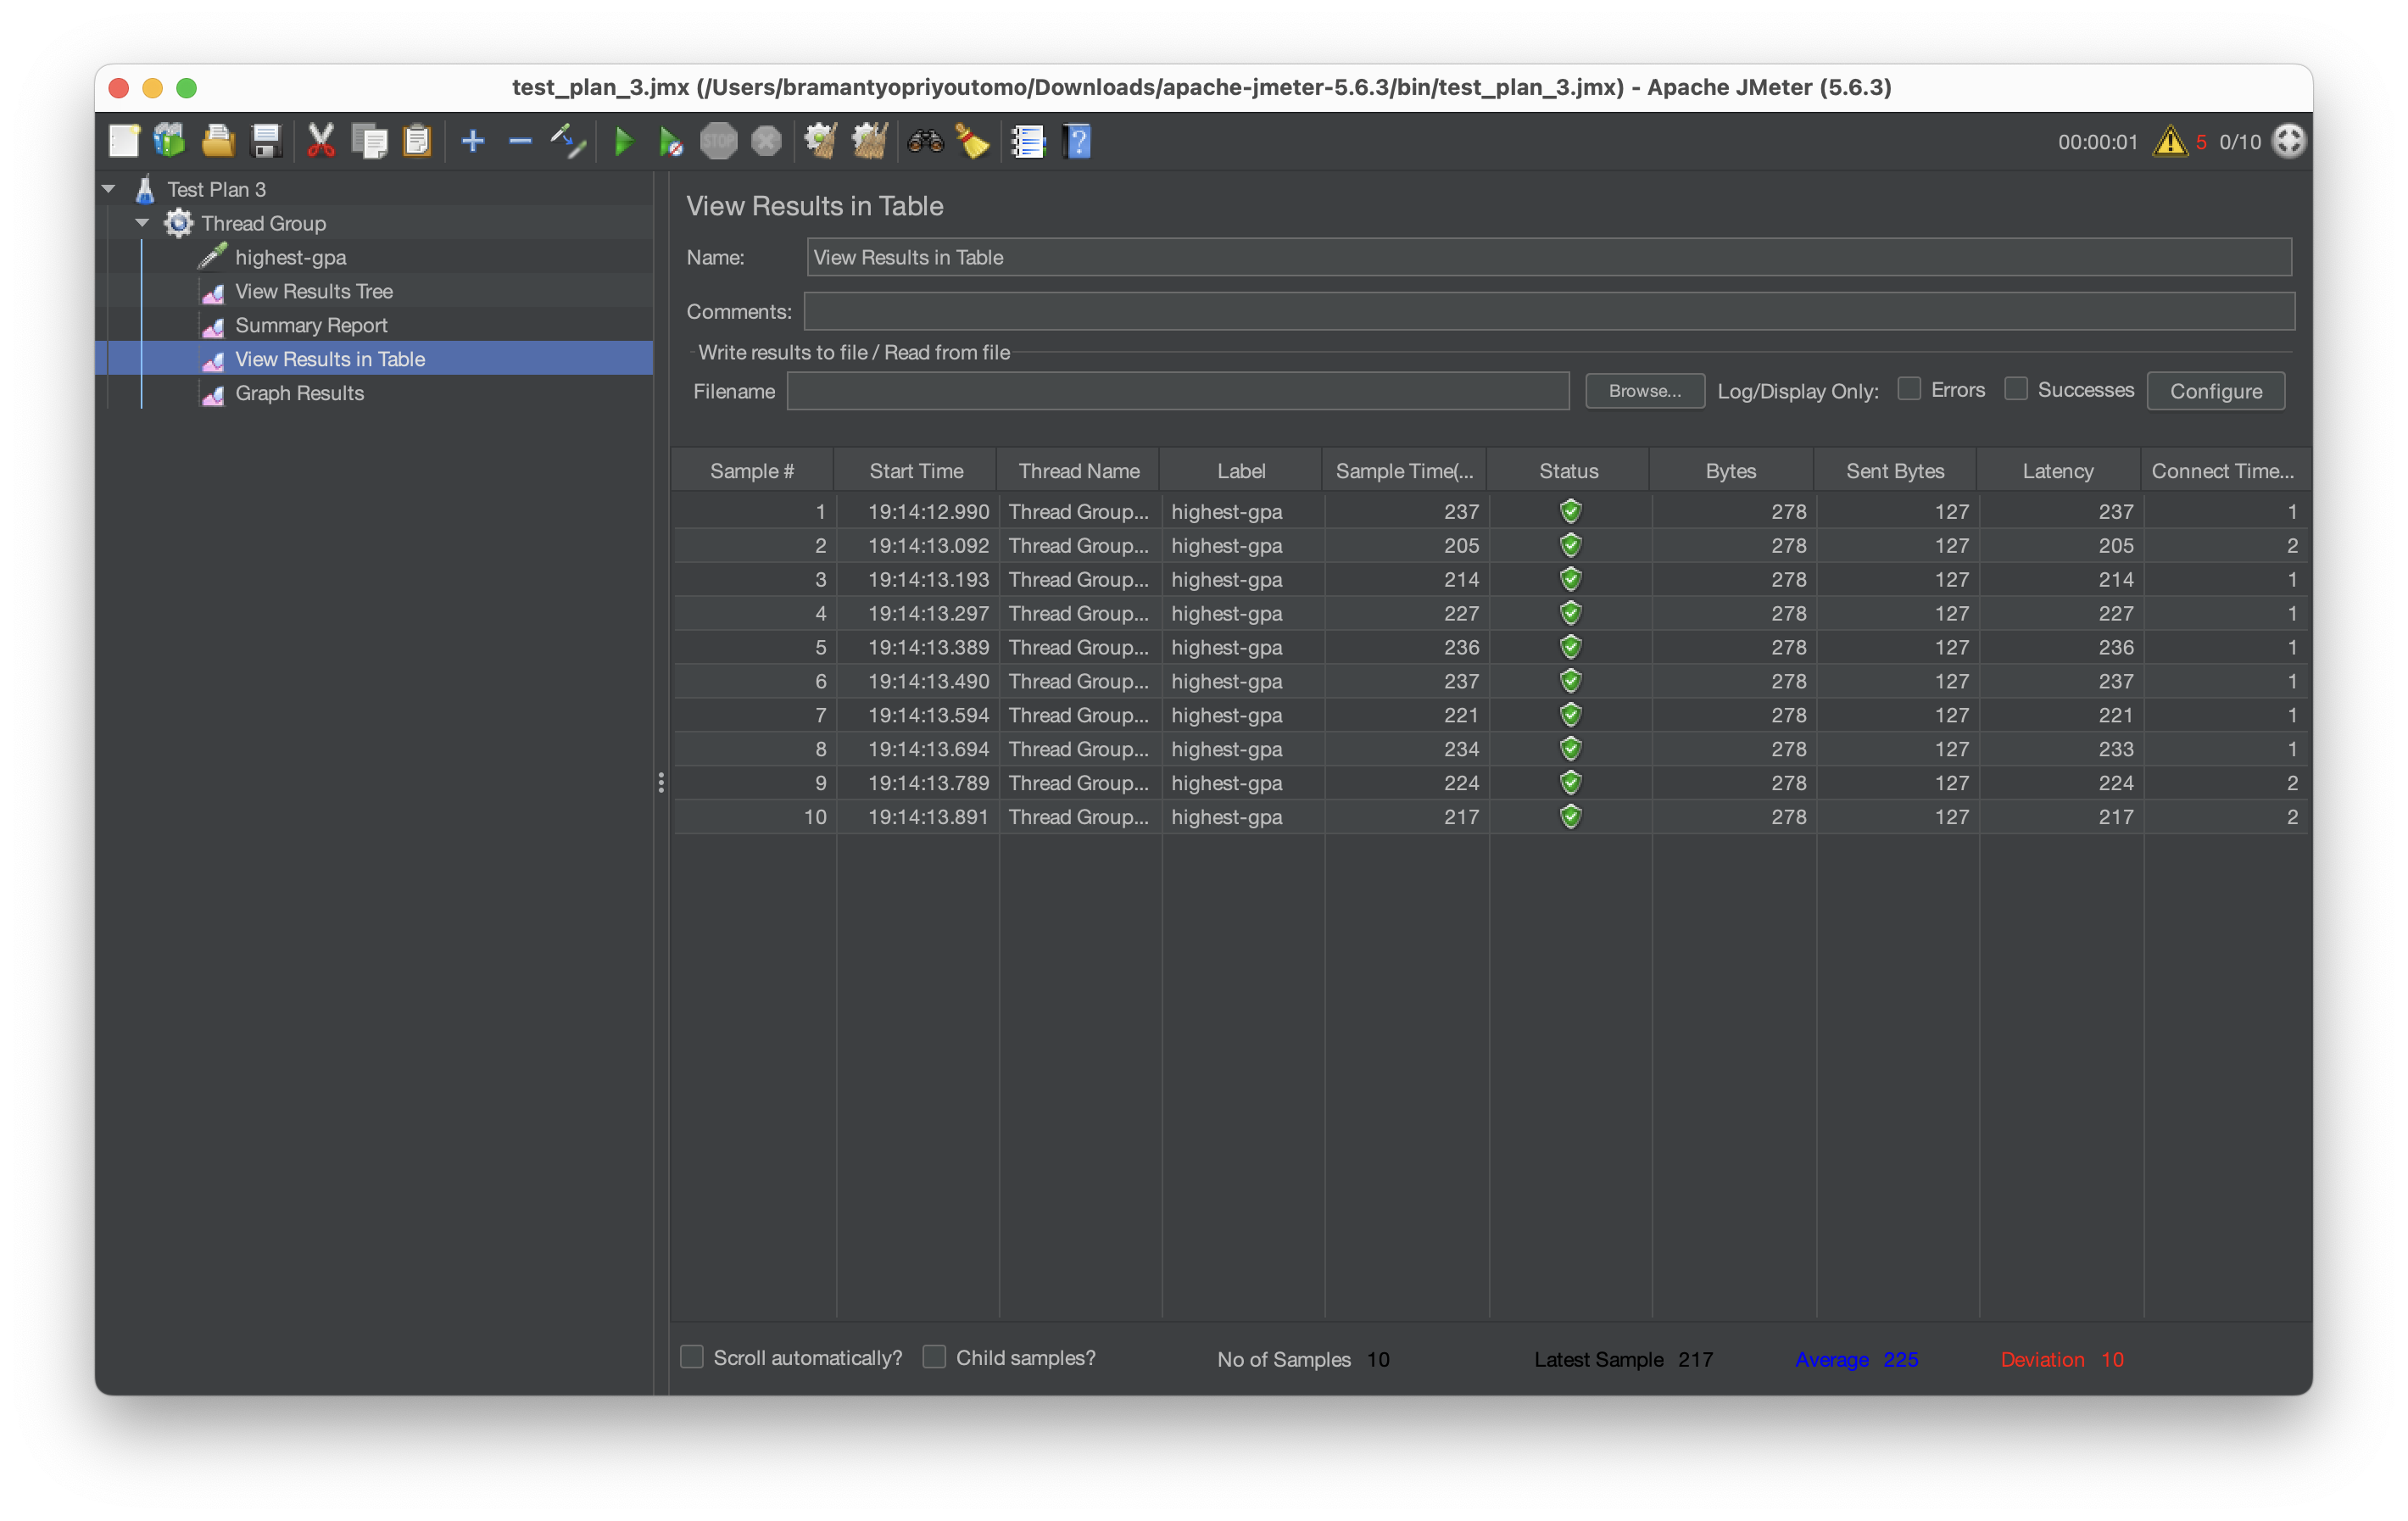 test_plan_3.jmx (/Users/bramantyopriyoutomo/Downloads/apache-jmeter-5.6.3/bin/test_plan_3.jmx) - Apache JMeter (5.6.3)
STOP ? 00:00:01 5 0/10
Test Plan 3
Thread Group
highest-gpa
View Results Tree
Summary Report
View Results in Table
Graph Results
View Results in Table
Name: View Results in Table
Comments:
Write results to file / Read from file
Filename Browse... Log/Display Only: Errors Successes Configure
Sample # Start Time Thread Name Label Sample Time(... Status Bytes Sent Bytes Latency Connect Time...
1 19:14:12.990 Thread Group... highest-gpa 237 278 127 237 1
2 19:14:13.092 Thread Group... highest-gpa 205 278 127 205 2
3 19:14:13.193 Thread Group... highest-gpa 214 278 127 214 1
4 19:14:13.297 Thread Group... highest-gpa 227 278 127 227 1
5 19:14:13.389 Thread Group... highest-gpa 236 278 127 236 1
6 19:14:13.490 Thread Group... highest-gpa 237 278 127 237 1
7 19:14:13.594 Thread Group... highest-gpa 221 278 127 221 1
8 19:14:13.694 Thread Group... highest-gpa 234 278 127 233 1
9 19:14:13.789 Thread Group... highest-gpa 224 278 127 224 2
10 19:14:13.891 Thread Group... highest-gpa 217 278 127 217 2
Scroll automatically? Child samples? No of Samples 10 Latest Sample 217 Average 225 Deviation 10